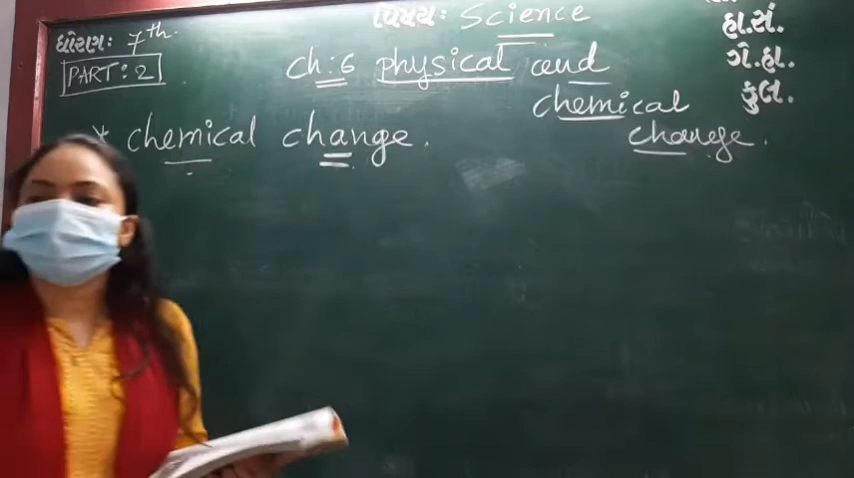 વિષય: Science
ધોરણ: 7th.
PART: 2
Ch:6 physical and
chemical
change.
* chemical change.
હા.સં.
ગે.હા.
કુલ.